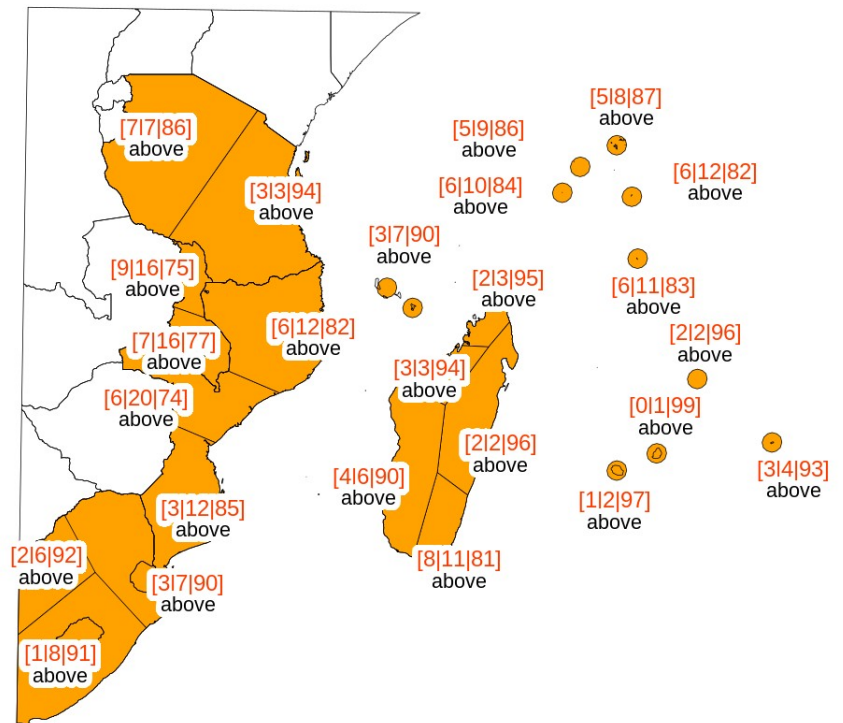 [5|8|87]
above
[7|7|86]
above
[5|9|86]
above
[6|12|82]
above
[3|3|94]
above
[6|10|84]
above
[3|7|90]
above
[9|16|75]
above
[2|3|95]
above
[6|11|83]
above
[7|16|77]
above
[6|12|82]
above
[2|2|96]
above
[3|3|94]
above
[6|20|74]
above
[0|1|99]
above
[2|2|96]
above
[4|6|90]
above
[3|4|93]
above
[1|2|97]
above
[3|12|85]
above
[2|6|92]
above
[8|11|81]
above
[3|7|90]
above
[1|8|91]
above